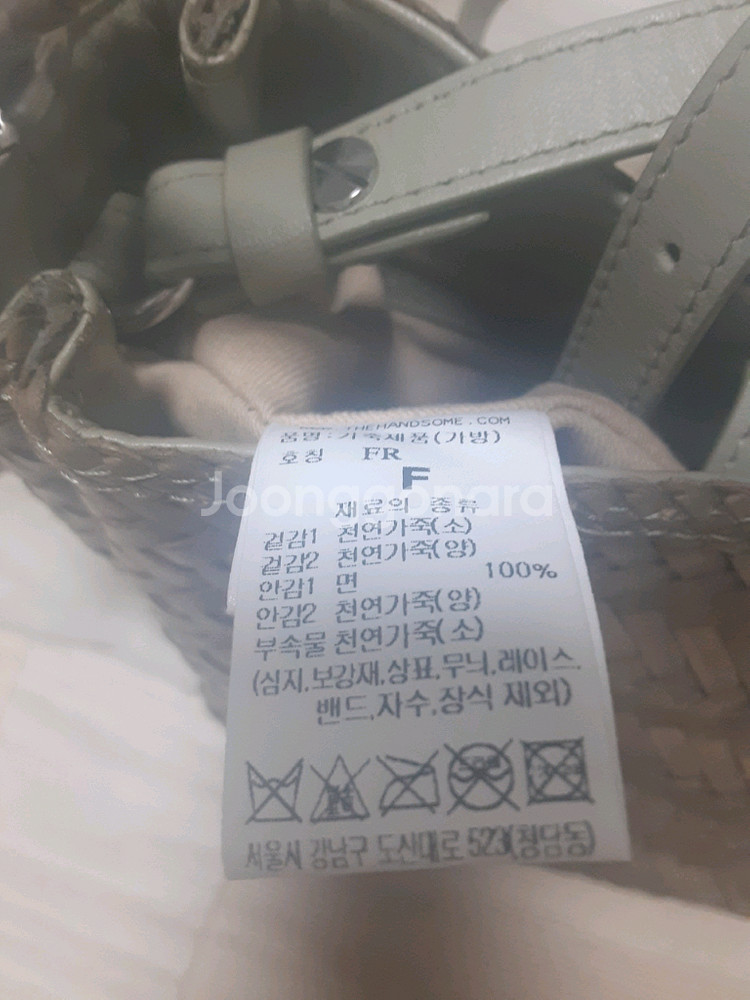 THEHANDSOME.COM
품명 : 가죽제품(가방)
호칭 FR
F
Joonggonara
재료의 종류
겉감1 천연가죽(소)
겉감2 천연가죽(양)
안감1 면 100%
안감2 천연가죽(양)
부속물 천연가죽(소)
(심지,보강재,상표,무늬,레이스,
밴드,자수,장식 제외)
서울시 강남구 도산대로 523(청담동)